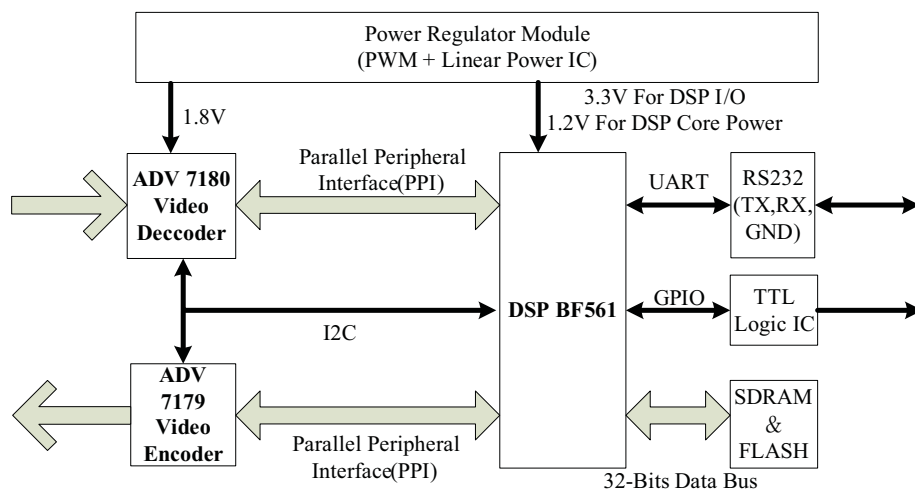 Power Regulator Module
(PWM + Linear Power IC)
1.8V
3.3V For DSP I/O
1.2V For DSP Core Power
ADV 7180
Video
Deccoder
Parallel Peripheral
Interface(PPI)
DSP BF561
UART
RS232
(TX,RX,
GND)
I2C
GPIO
TTL
Logic IC
ADV
7179
Video
Encoder
Parallel Peripheral
Interface(PPI)
SDRAM
&
FLASH
32-Bits Data Bus